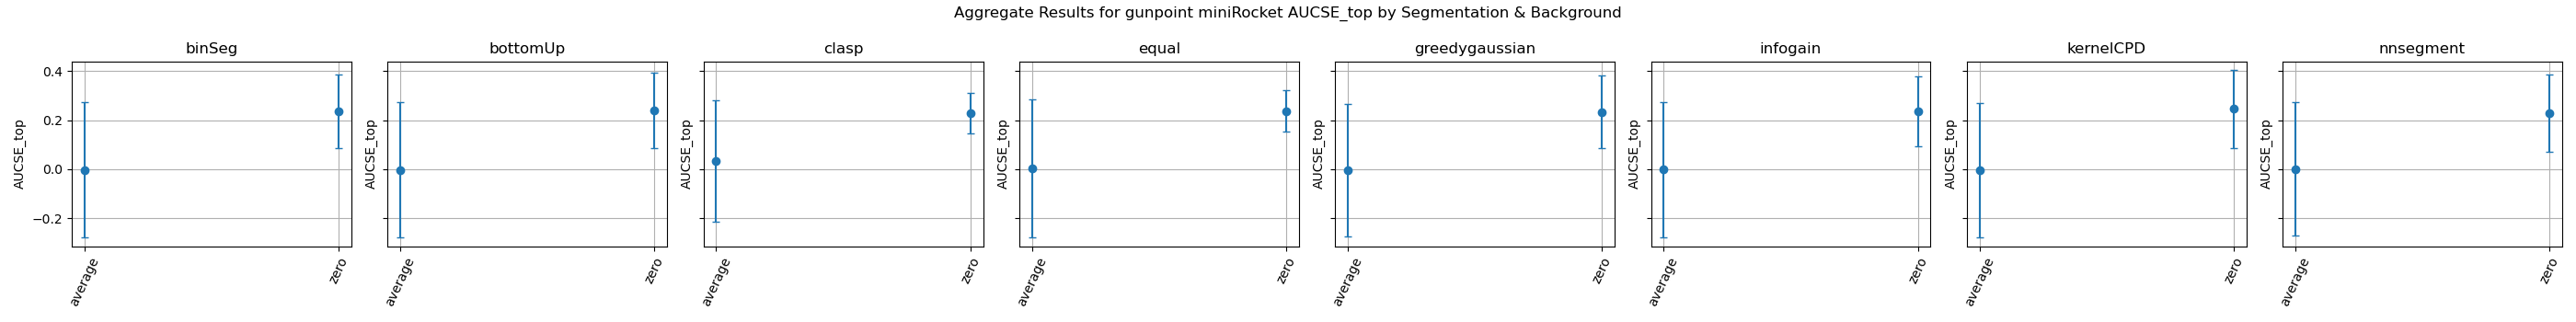 Aggregate Results for gunpoint miniRocket AUCSE_top by Segmentation & Background
binSeg
bottomUp
clasp
equal
greedygaussian
infogain
kernelCPD
nnsegment
0.4
0.2
0.0
−0.2
AUCSE_top
AUCSE_top
AUCSE_top
AUCSE_top
AUCSE_top
AUCSE_top
AUCSE_top
AUCSE_top
average
zero
average
zero
average
zero
average
zero
average
zero
average
zero
average
zero
average
zero